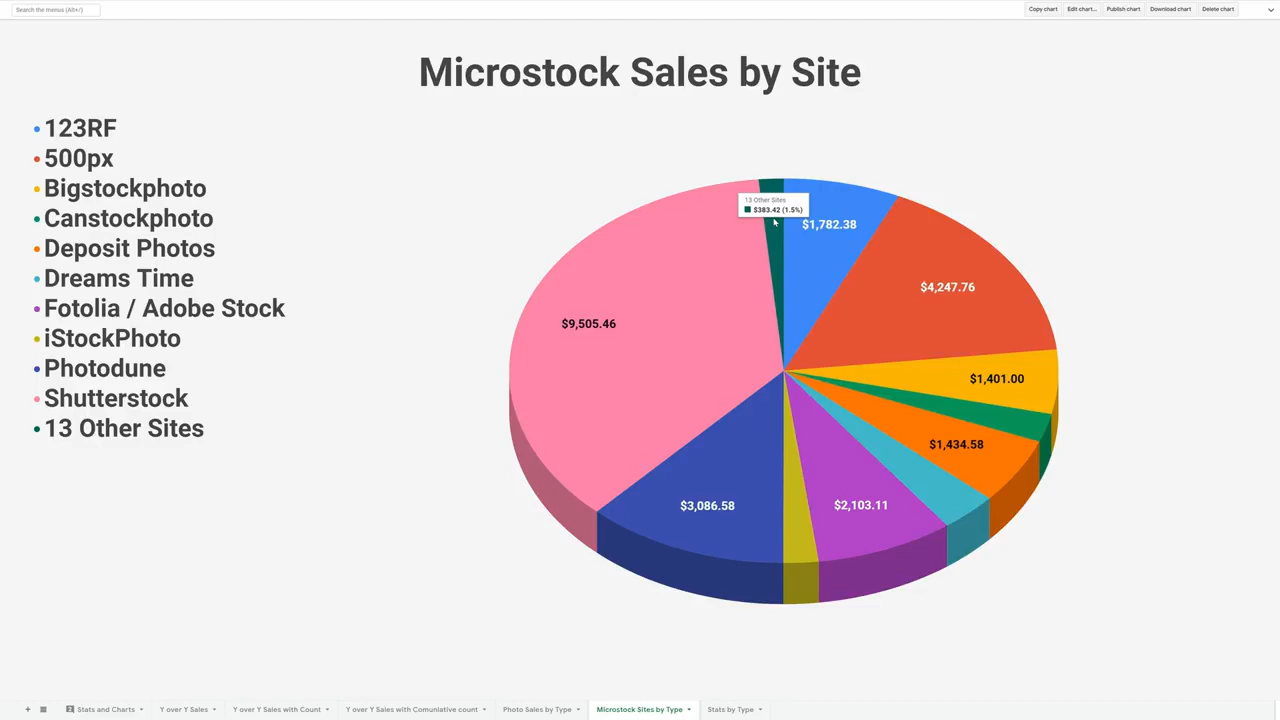 Search the menus (Alt+/)
Copy chart
Edit chart...
Publish chart
Download chart
Delete chart
Microstock Sales by Site
123RF
500px
Bigstockphoto
Canstockphoto
Deposit Photos
Dreams Time
Fotolia / Adobe Stock
iStockPhoto
Photodune
Shutterstock
13 Other Sites
13 Other Sites
$383.42 (1.5%)
$1,782.38
$4,247.76
$9,505.46
$1,401.00
$1,434.58
$3,086.58
$2,103.11
+
2
Stats and Charts
Y over Y Sales
Y over Y Sales with Count
Y over Y Sales with Comunlative count
Photo Sales by Type
Microstock Sites by Type
Stats by Type